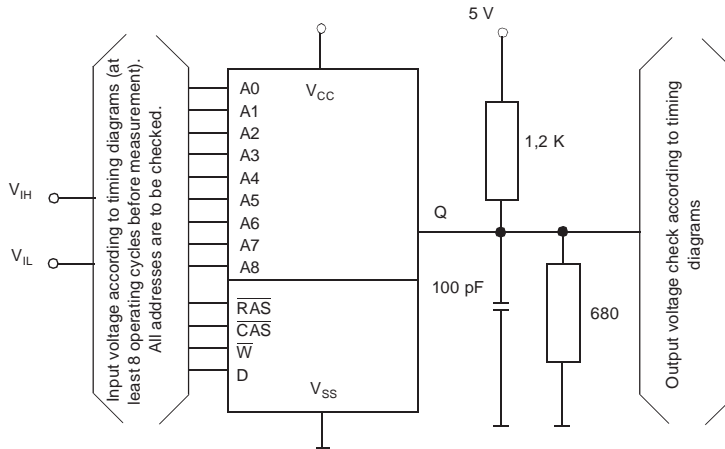 5 V
Input voltage according to timing diagrams (at
least 8 operating cycles before measurement).
All addresses are to be checked.
V_IH
V_IL
V_CC
A0
A1
A2
A3
A4
A5
A6
A7
A8
R̅A̅S̅
C̅A̅S̅
W̅
D
V_SS
Q
1,2 K
100 pF
680
Output voltage check according to timing
diagrams